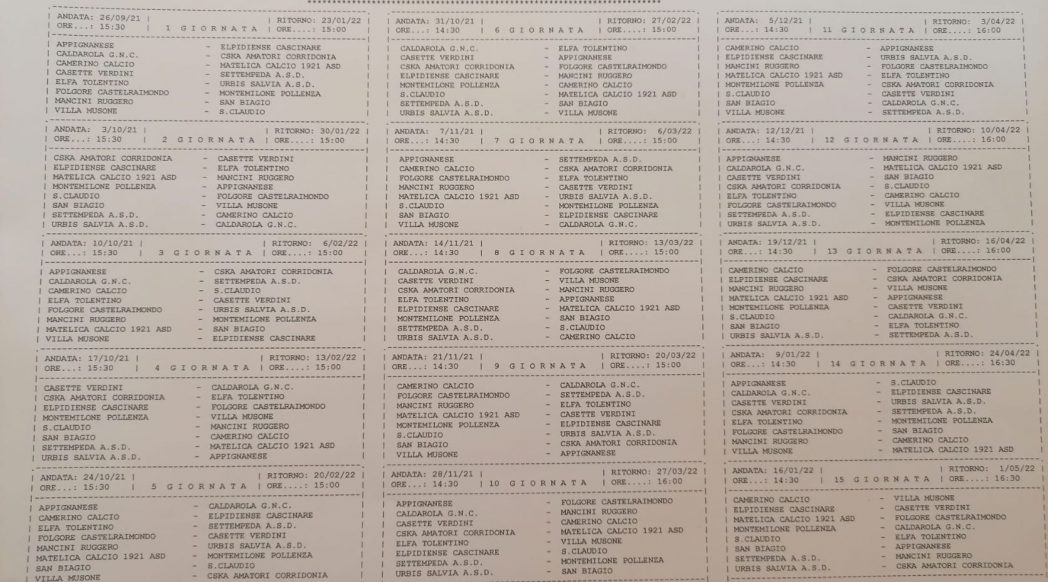 ANDATA: 26/09/21 | | RITORNO: 23/01/22
ORE...: 15:30 | 1 GIORNATA | ORE....: 15:00
APPIGNANESE - ELPIDIENSE CASCINARE
CALDAROLA G.N.C. - CSKA AMATORI CORRIDONIA
CAMERINO CALCIO - MATELICA CALCIO 1921 ASD
CASETTE VERDINI - SETTEMPEDA A.S.D.
ELFA TOLENTINO - URBIS SALVIA A.S.D.
FOLGORE CASTELRAIMONDO - MONTEMILONE POLLENZA
MANCINI RUGGERO - SAN BIAGIO
VILLA MUSONE - S.CLAUDIO
ANDATA: 3/10/21 | | RITORNO: 30/01/22
ORE...: 15:30 | 2 GIORNATA | ORE....: 15:00
CSKA AMATORI CORRIDONIA - CASETTE VERDINI
ELPIDIENSE CASCINARE - ELFA TOLENTINO
MATELICA CALCIO 1921 ASD - MANCINI RUGGERO
MONTEMILONE POLLENZA - APPIGNANESE
S.CLAUDIO - FOLGORE CASTELRAIMONDO
SAN BIAGIO - VILLA MUSONE
SETTEMPEDA A.S.D. - CAMERINO CALCIO
URBIS SALVIA A.S.D. - CALDAROLA G.N.C.
ANDATA: 10/10/21 | | RITORNO: 6/02/22
ORE...: 15:30 | 3 GIORNATA | ORE....: 15:00
APPIGNANESE - CSKA AMATORI CORRIDONIA
CALDAROLA G.N.C. - SETTEMPEDA A.S.D.
CAMERINO CALCIO - S.CLAUDIO
ELFA TOLENTINO - CASETTE VERDINI
FOLGORE CASTELRAIMONDO - URBIS SALVIA A.S.D.
MANCINI RUGGERO - MONTEMILONE POLLENZA
MATELICA CALCIO 1921 ASD - SAN BIAGIO
VILLA MUSONE - ELPIDIENSE CASCINARE
ANDATA: 17/10/21 | | RITORNO: 13/02/22
ORE...: 15:30 | 4 GIORNATA | ORE....: 15:00
CASETTE VERDINI - CALDAROLA G.N.C.
CSKA AMATORI CORRIDONIA - ELFA TOLENTINO
ELPIDIENSE CASCINARE - FOLGORE CASTELRAIMONDO
MONTEMILONE POLLENZA - VILLA MUSONE
S.CLAUDIO - MANCINI RUGGERO
SAN BIAGIO - CAMERINO CALCIO
SETTEMPEDA A.S.D. - MATELICA CALCIO 1921 ASD
URBIS SALVIA A.S.D. - APPIGNANESE
ANDATA: 24/10/21 | | RITORNO: 20/02/22
ORE...: 15:30 | 5 GIORNATA | ORE....: 15:00
APPIGNANESE - CALDAROLA G.N.C.
CAMERINO CALCIO - ELPIDIENSE CASCINARE
ELFA TOLENTINO - SETTEMPEDA A.S.D.
FOLGORE CASTELRAIMONDO - CASETTE VERDINI
MANCINI RUGGERO - URBIS SALVIA A.S.D.
MATELICA CALCIO 1921 ASD - MONTEMILONE POLLENZA
SAN BIAGIO - S.CLAUDIO
VILLA MUSONE - CSKA AMATORI CORRIDONIA
ANDATA: 31/10/21 | | RITORNO: 27/02/22
ORE...: 14:30 | 6 GIORNATA | ORE....: 15:00
CALDAROLA G.N.C. - ELFA TOLENTINO
CASETTE VERDINI - APPIGNANESE
CSKA AMATORI CORRIDONIA - FOLGORE CASTELRAIMONDO
ELPIDIENSE CASCINARE - MANCINI RUGGERO
MONTEMILONE POLLENZA - CAMERINO CALCIO
S.CLAUDIO - MATELICA CALCIO 1921 ASD
SETTEMPEDA A.S.D. - SAN BIAGIO
URBIS SALVIA A.S.D. - VILLA MUSONE
ANDATA: 7/11/21 | | RITORNO: 6/03/22
ORE...: 14:30 | 7 GIORNATA | ORE....: 15:00
APPIGNANESE - SETTEMPEDA A.S.D.
CAMERINO CALCIO - CSKA AMATORI CORRIDONIA
FOLGORE CASTELRAIMONDO - ELFA TOLENTINO
MANCINI RUGGERO - CASETTE VERDINI
MATELICA CALCIO 1921 ASD - URBIS SALVIA A.S.D.
S.CLAUDIO - MONTEMILONE POLLENZA
SAN BIAGIO - ELPIDIENSE CASCINARE
VILLA MUSONE - CALDAROLA G.N.C.
ANDATA: 14/11/21 | | RITORNO: 13/03/22
ORE...: 14:30 | 8 GIORNATA | ORE....: 15:00
CALDAROLA G.N.C. - FOLGORE CASTELRAIMONDO
CASETTE VERDINI - VILLA MUSONE
CSKA AMATORI CORRIDONIA - MANCINI RUGGERO
ELFA TOLENTINO - APPIGNANESE
ELPIDIENSE CASCINARE - MATELICA CALCIO 1921 ASD
MONTEMILONE POLLENZA - SAN BIAGIO
SETTEMPEDA A.S.D. - S.CLAUDIO
URBIS SALVIA A.S.D. - CAMERINO CALCIO
ANDATA: 21/11/21 | | RITORNO: 20/03/22
ORE...: 14:30 | 9 GIORNATA | ORE....: 15:00
CAMERINO CALCIO - CALDAROLA G.N.C.
FOLGORE CASTELRAIMONDO - SETTEMPEDA A.S.D.
MANCINI RUGGERO - ELFA TOLENTINO
MATELICA CALCIO 1921 ASD - CASETTE VERDINI
MONTEMILONE POLLENZA - ELPIDIENSE CASCINARE
S.CLAUDIO - URBIS SALVIA A.S.D.
SAN BIAGIO - CSKA AMATORI CORRIDONIA
VILLA MUSONE - APPIGNANESE
ANDATA: 28/11/21 | | RITORNO: 27/03/22
ORE...: 14:30 | 10 GIORNATA | ORE....: 16:00
APPIGNANESE - FOLGORE CASTELRAIMONDO
CALDAROLA G.N.C. - MANCINI RUGGERO
CASETTE VERDINI - CAMERINO CALCIO
CSKA AMATORI CORRIDONIA - MATELICA CALCIO 1921 ASD
ELFA TOLENTINO - VILLA MUSONE
ELPIDIENSE CASCINARE - S.CLAUDIO
SETTEMPEDA A.S.D. - MONTEMILONE POLLENZA
URBIS SALVIA A.S.D. - SAN BIAGIO
ANDATA: 5/12/21 | | RITORNO: 3/04/22
ORE...: 14:30 | 11 GIORNATA | ORE....: 16:00
CAMERINO CALCIO - APPIGNANESE
ELPIDIENSE CASCINARE - URBIS SALVIA A.S.D.
MANCINI RUGGERO - FOLGORE CASTELRAIMONDO
MATELICA CALCIO 1921 ASD - ELFA TOLENTINO
MONTEMILONE POLLENZA - CSKA AMATORI CORRIDONIA
S.CLAUDIO - CASETTE VERDINI
SAN BIAGIO - CALDAROLA G.N.C.
VILLA MUSONE - SETTEMPEDA A.S.D.
ANDATA: 12/12/21 | | RITORNO: 10/04/22
ORE...: 14:30 | 12 GIORNATA | ORE....: 16:00
APPIGNANESE - MANCINI RUGGERO
CALDAROLA G.N.C. - MATELICA CALCIO 1921 ASD
CASETTE VERDINI - SAN BIAGIO
CSKA AMATORI CORRIDONIA - S.CLAUDIO
ELFA TOLENTINO - CAMERINO CALCIO
FOLGORE CASTELRAIMONDO - VILLA MUSONE
SETTEMPEDA A.S.D. - ELPIDIENSE CASCINARE
URBIS SALVIA A.S.D. - MONTEMILONE POLLENZA
ANDATA: 19/12/21 | | RITORNO: 16/04/22
ORE...: 14:30 | 13 GIORNATA | ORE....: 16:00
CAMERINO CALCIO - FOLGORE CASTELRAIMONDO
ELPIDIENSE CASCINARE - CSKA AMATORI CORRIDONIA
MANCINI RUGGERO - VILLA MUSONE
MATELICA CALCIO 1921 ASD - APPIGNANESE
MONTEMILONE POLLENZA - CASETTE VERDINI
S.CLAUDIO - CALDAROLA G.N.C.
SAN BIAGIO - ELFA TOLENTINO
URBIS SALVIA A.S.D. - SETTEMPEDA A.S.D.
ANDATA: 9/01/22 | | RITORNO: 24/04/22
ORE...: 14:30 | 14 GIORNATA | ORE....: 16:30
APPIGNANESE - S.CLAUDIO
CALDAROLA G.N.C. - ELPIDIENSE CASCINARE
CASETTE VERDINI - URBIS SALVIA A.S.D.
CSKA AMATORI CORRIDONIA - SETTEMPEDA A.S.D.
ELFA TOLENTINO - MONTEMILONE POLLENZA
FOLGORE CASTELRAIMONDO - SAN BIAGIO
MANCINI RUGGERO - CAMERINO CALCIO
VILLA MUSONE - MATELICA CALCIO 1921 ASD
ANDATA: 16/01/22 | | RITORNO: 1/05/22
ORE...: 14:30 | 15 GIORNATA | ORE....: 16:30
CAMERINO CALCIO - VILLA MUSONE
ELPIDIENSE CASCINARE - CASETTE VERDINI
MATELICA CALCIO 1921 ASD - FOLGORE CASTELRAIMONDO
MONTEMILONE POLLENZA - CALDAROLA G.N.C.
S.CLAUDIO - ELFA TOLENTINO
SAN BIAGIO - APPIGNANESE
SETTEMPEDA A.S.D. - MANCINI RUGGERO
URBIS SALVIA A.S.D. - CSKA AMATORI CORRIDONIA